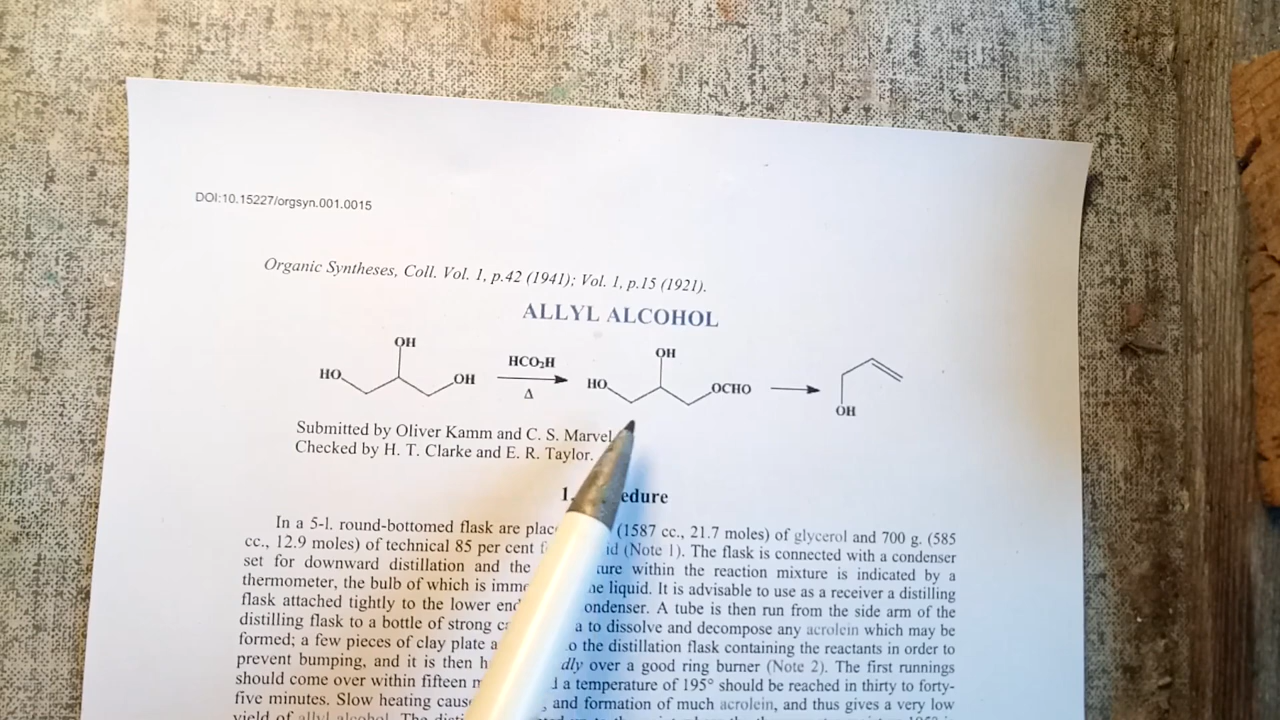 DOI:10.15227/orgsyn.001.0015
Organic Syntheses, Coll. Vol. 1, p.42 (1941); Vol. 1, p.15 (1921).
ALLYL ALCOHOL
OH
HO
OH
HCO2H
Δ
OH
HO
OCHO
OH
Submitted by Oliver Kamm and C. S. Marvel
Checked by H. T. Clarke and E. R. Taylor.
1. edure
In a 5-l. round-bottomed flask are (1587 cc., 21.7 moles) of glycerol and 700 g. (585
cc., 12.9 moles) of technical 85 per cent (Note 1). The flask is connected with a condenser
set for downward distillation and the within the reaction mixture is indicated by a
thermometer, the bulb of which is liquid. It is advisable to use as a receiver a distilling
flask attached tightly to the lower condenser. A tube is then run from the side arm of the
distilling flask to a bottle of strong to dissolve and decompose any acrolein which may be
formed; a few pieces of clay plate the distillation flask containing the reactants in order to
prevent bumping, and it is then over a good ring burner (Note 2). The first runnings
should come over within fifteen a temperature of 195° should be reached in thirty to forty-
five minutes. Slow heating and formation of much acrolein, and thus gives a very low
yield of allyl alcohol. The